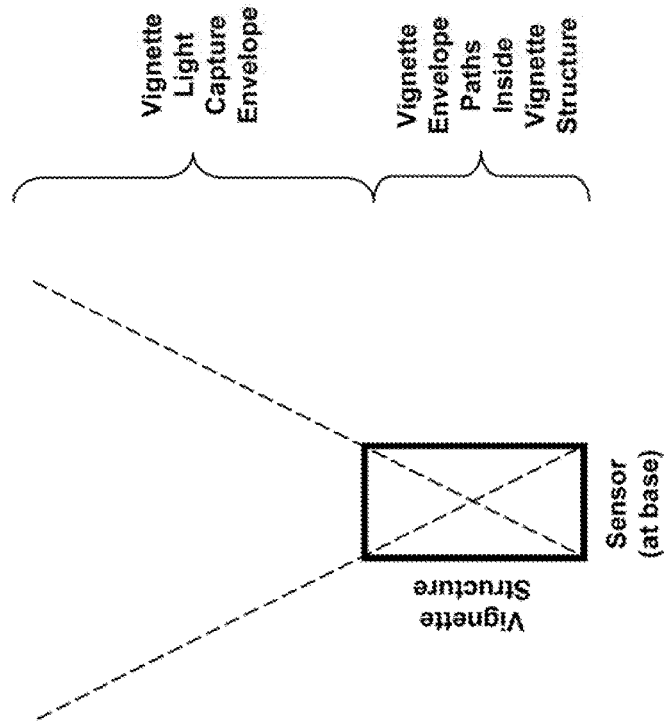 Vignette
Light
Capture
Envelope
Vignette
Envelope
Paths
Inside
Vignette
Structure
Vignette
Structure
Sensor
(at base)